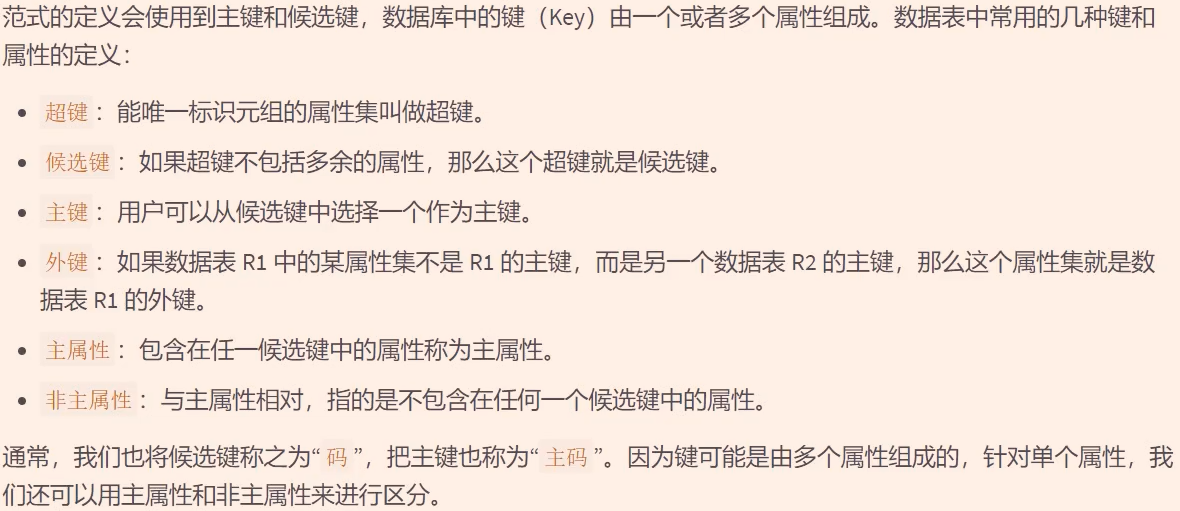 范式的定义会使用到主键和候选键，数据库中的键（Key）由一个或者多个属性组成。数据表中常用的几种键和
属性的定义：
• 超键：能唯一标识元组的属性集叫做超键。
• 候选键：如果超键不包括多余的属性，那么这个超键就是候选键。
• 主键：用户可以从候选键中选择一个作为主键。
• 外键：如果数据表 R1 中的某属性集不是 R1 的主键，而是另一个数据表 R2 的主键，那么这个属性集就是数
据表 R1 的外键。
• 主属性：包含在任一候选键中的属性称为主属性。
• 非主属性：与主属性相对，指的是不包含在任何一个候选键中的属性。
通常，我们也将候选键称之为“码”，把主键也称为“主码”。因为键可能是由多个属性组成的，针对单个属性，我
们还可以用主属性和非主属性来进行区分。